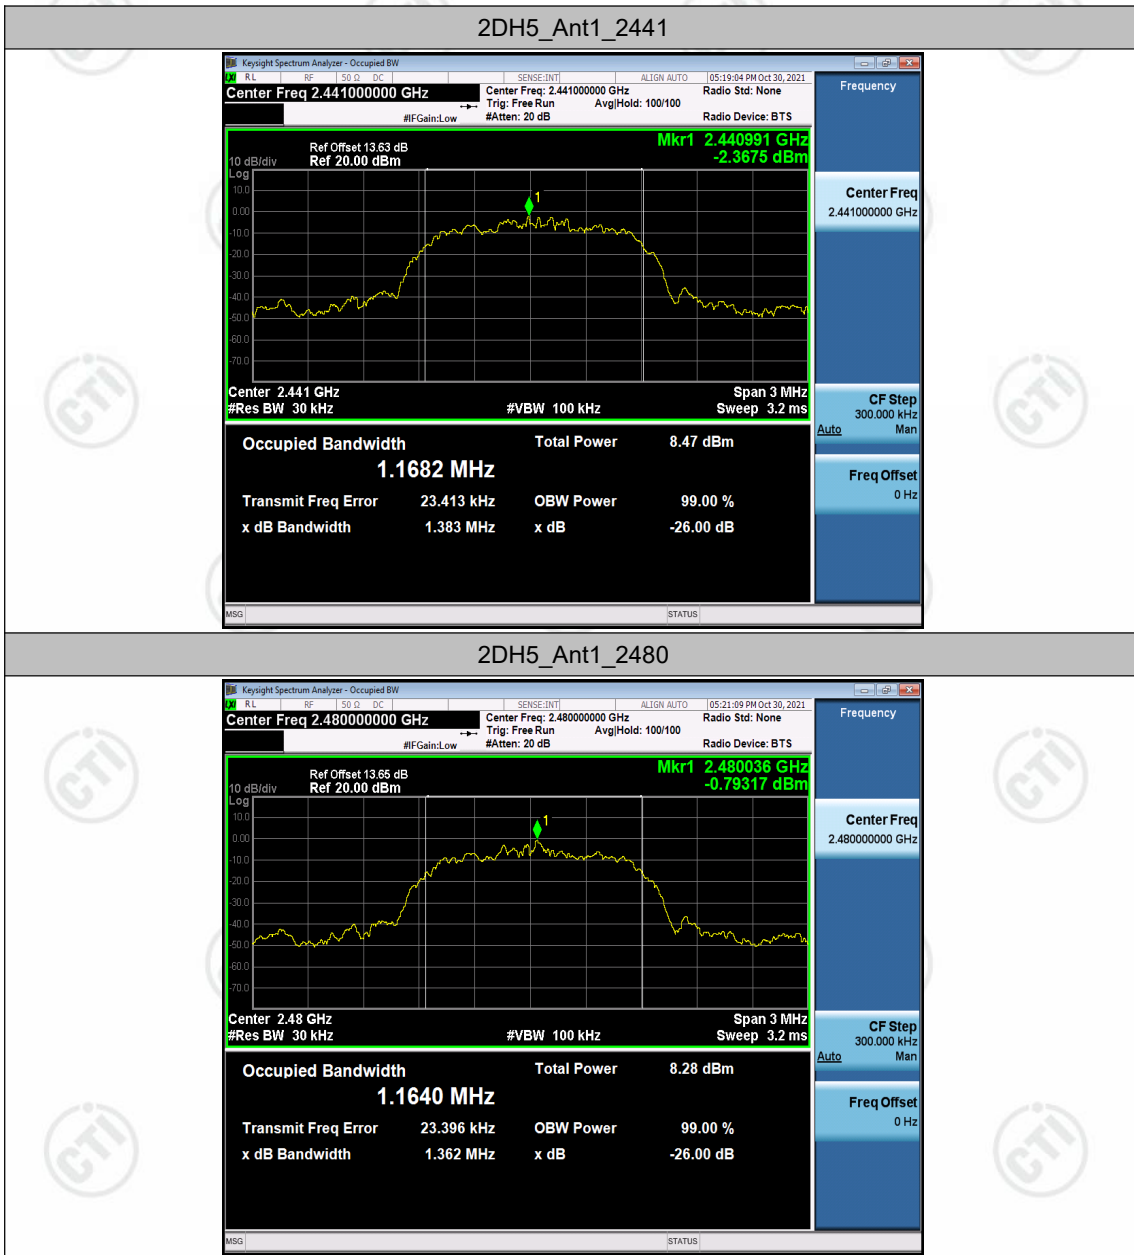 2DH5_Ant1_2441
Keysight Spectrum Analyzer - Occupied BW
LXI RL RF 50 Ω DC SENSE:INT ALIGN AUTO 05:19:04 PM Oct 30, 2021
Center Freq 2.441000000 GHz
Center Freq: 2.441000000 GHz Radio Std: None
Trig: Free Run Avg|Hold: 100/100
#IFGain:Low #Atten: 20 dB Radio Device: BTS
Frequency
Mkr1 2.440991 GHz
-2.3675 dBm
Ref Offset 13.63 dB
10 dB/div Ref 20.00 dBm
Log
10.0
0.00
-10.0
-20.0
-30.0
-40.0
-50.0
-60.0
-70.0
1
Center 2.441 GHz Span 3 MHz
#Res BW 30 kHz #VBW 100 kHz Sweep 3.2 ms
Center Freq
2.441000000 GHz
CF Step
300.000 kHz
Auto Man
Freq Offset
0 Hz
Occupied Bandwidth Total Power 8.47 dBm
1.1682 MHz
Transmit Freq Error 23.413 kHz OBW Power 99.00 %
x dB Bandwidth 1.383 MHz x dB -26.00 dB
MSG STATUS
CTI
CTI
2DH5_Ant1_2480
Keysight Spectrum Analyzer - Occupied BW
LXI RL RF 50 Ω DC SENSE:INT ALIGN AUTO 05:21:09 PM Oct 30, 2021
Center Freq 2.480000000 GHz
Center Freq: 2.480000000 GHz Radio Std: None
Trig: Free Run Avg|Hold: 100/100
#IFGain:Low #Atten: 20 dB Radio Device: BTS
Frequency
Mkr1 2.480036 GHz
-0.79317 dBm
Ref Offset 13.65 dB
10 dB/div Ref 20.00 dBm
Log
10.0
0.00
-10.0
-20.0
-30.0
-40.0
-50.0
-60.0
-70.0
1
Center 2.48 GHz Span 3 MHz
#Res BW 30 kHz #VBW 100 kHz Sweep 3.2 ms
Center Freq
2.480000000 GHz
CF Step
300.000 kHz
Auto Man
Freq Offset
0 Hz
Occupied Bandwidth Total Power 8.28 dBm
1.1640 MHz
Transmit Freq Error 23.396 kHz OBW Power 99.00 %
x dB Bandwidth 1.362 MHz x dB -26.00 dB
MSG STATUS
CTI
CTI
CTI
CTI